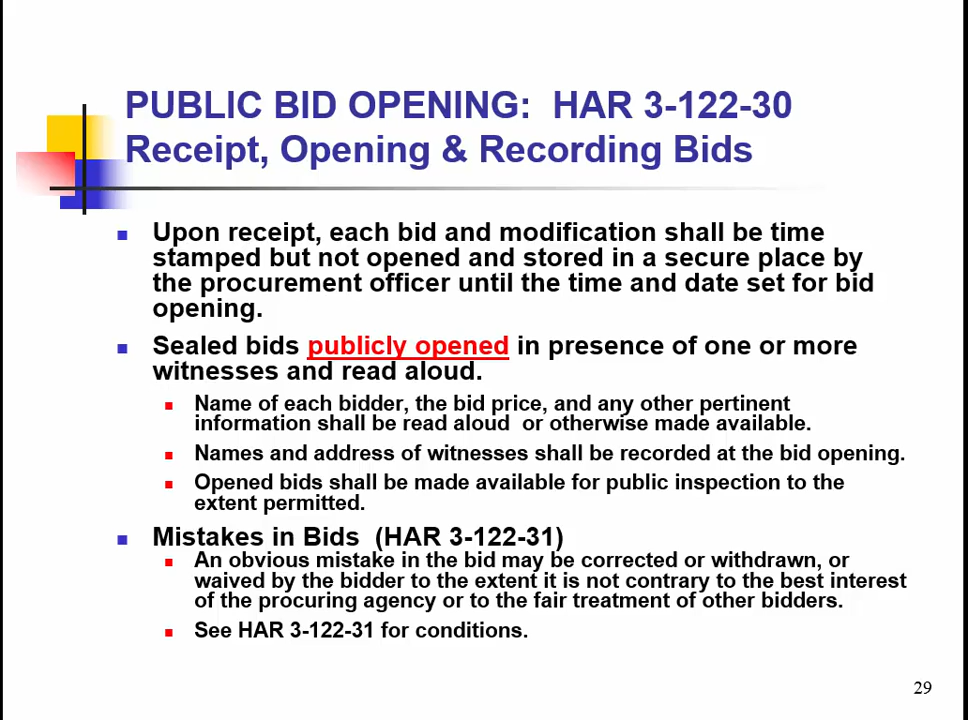 PUBLIC BID OPENING: HAR 3-122-30
Receipt, Opening & Recording Bids
Upon receipt, each bid and modification shall be time
stamped but not opened and stored in a secure place by
the procurement officer until the time and date set for bid
opening.
Sealed bids publicly opened in presence of one or more
witnesses and read aloud.
Name of each bidder, the bid price, and any other pertinent
information shall be read aloud or otherwise made available.
Names and address of witnesses shall be recorded at the bid opening.
Opened bids shall be made available for public inspection to the
extent permitted.
Mistakes in Bids (HAR 3-122-31)
An obvious mistake in the bid may be corrected or withdrawn, or
waived by the bidder to the extent it is not contrary to the best interest
of the procuring agency or to the fair treatment of other bidders.
See HAR 3-122-31 for conditions.
29